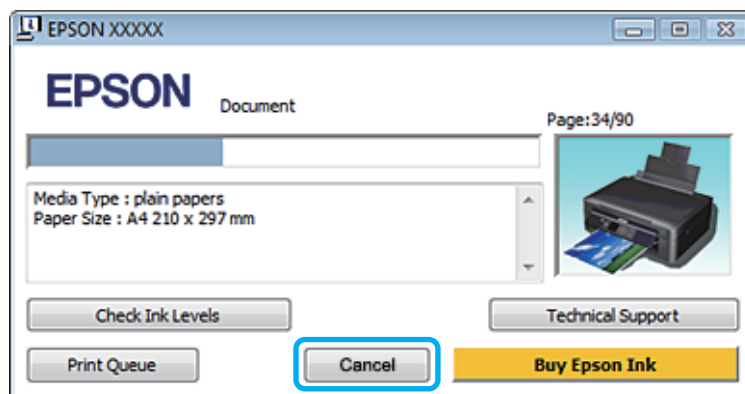 EPSON XXXXX
EPSON
Document
Page:34/90
Media Type : plain papers
Paper Size : A4 210 x 297 mm
Check Ink Levels
Technical Support
Print Queue
Cancel
Buy Epson Ink